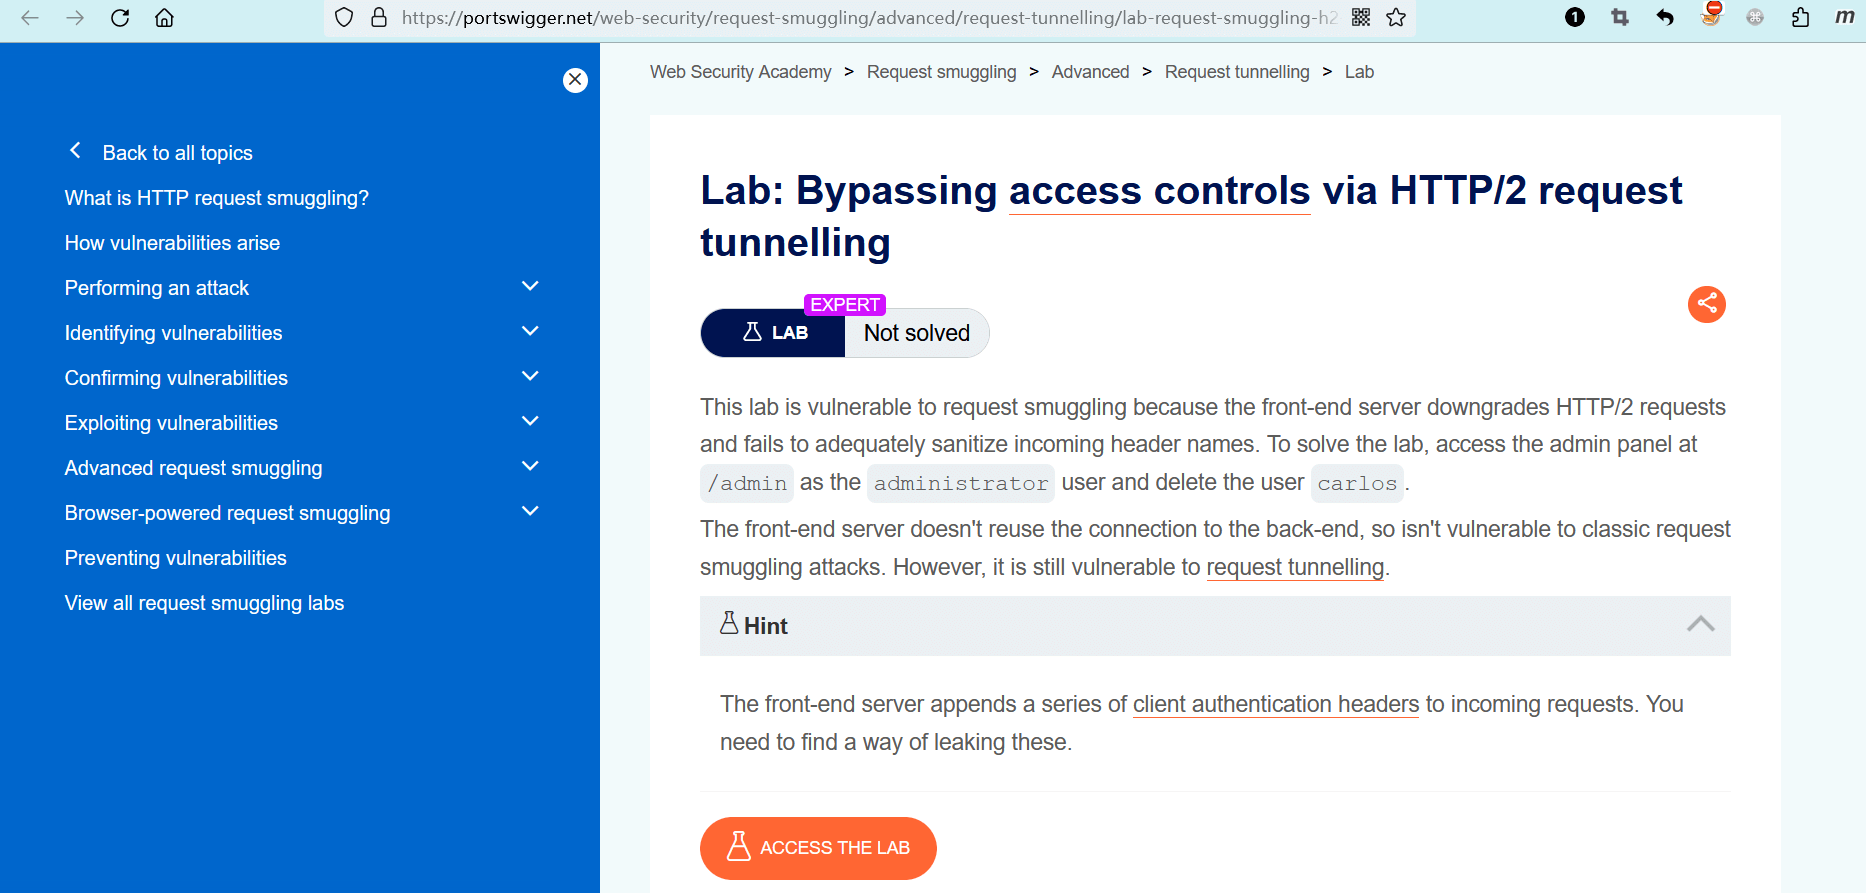 https://portswigger.net/web-security/request-smuggling/advanced/request-tunnelling/lab-request-smuggling-h2
1
m
Back to all topics
What is HTTP request smuggling?
How vulnerabilities arise
Performing an attack
Identifying vulnerabilities
Confirming vulnerabilities
Exploiting vulnerabilities
Advanced request smuggling
Browser-powered request smuggling
Preventing vulnerabilities
View all request smuggling labs
Web Security Academy > Request smuggling > Advanced > Request tunnelling > Lab
Lab: Bypassing access controls via HTTP/2 request
tunnelling
EXPERT
LAB Not solved
This lab is vulnerable to request smuggling because the front-end server downgrades HTTP/2 requests
and fails to adequately sanitize incoming header names. To solve the lab, access the admin panel at
/admin as the administrator user and delete the user carlos.
The front-end server doesn't reuse the connection to the back-end, so isn't vulnerable to classic request
smuggling attacks. However, it is still vulnerable to request tunnelling.
Hint
The front-end server appends a series of client authentication headers to incoming requests. You
need to find a way of leaking these.
ACCESS THE LAB